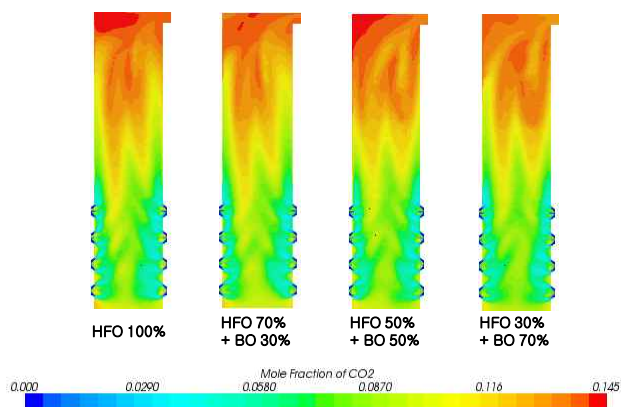 HFO 100%
HFO 70%
+ BO 30%
HFO 50%
+ BO 50%
HFO 30%
+ BO 70%
Mole Fraction of CO2
0.000 0.0290 0.0580 0.0870 0.116 0.145